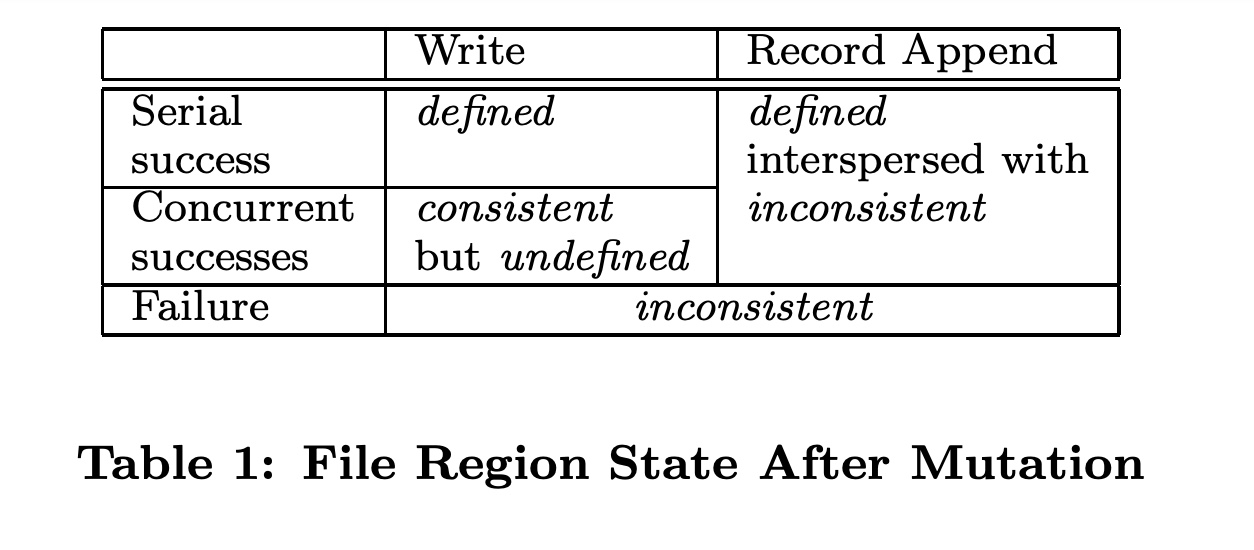 Write Record Append
Serial success defined defined interspersed with inconsistent
Concurrent successes consistent but undefined
Failure inconsistent
Table 1: File Region State After Mutation